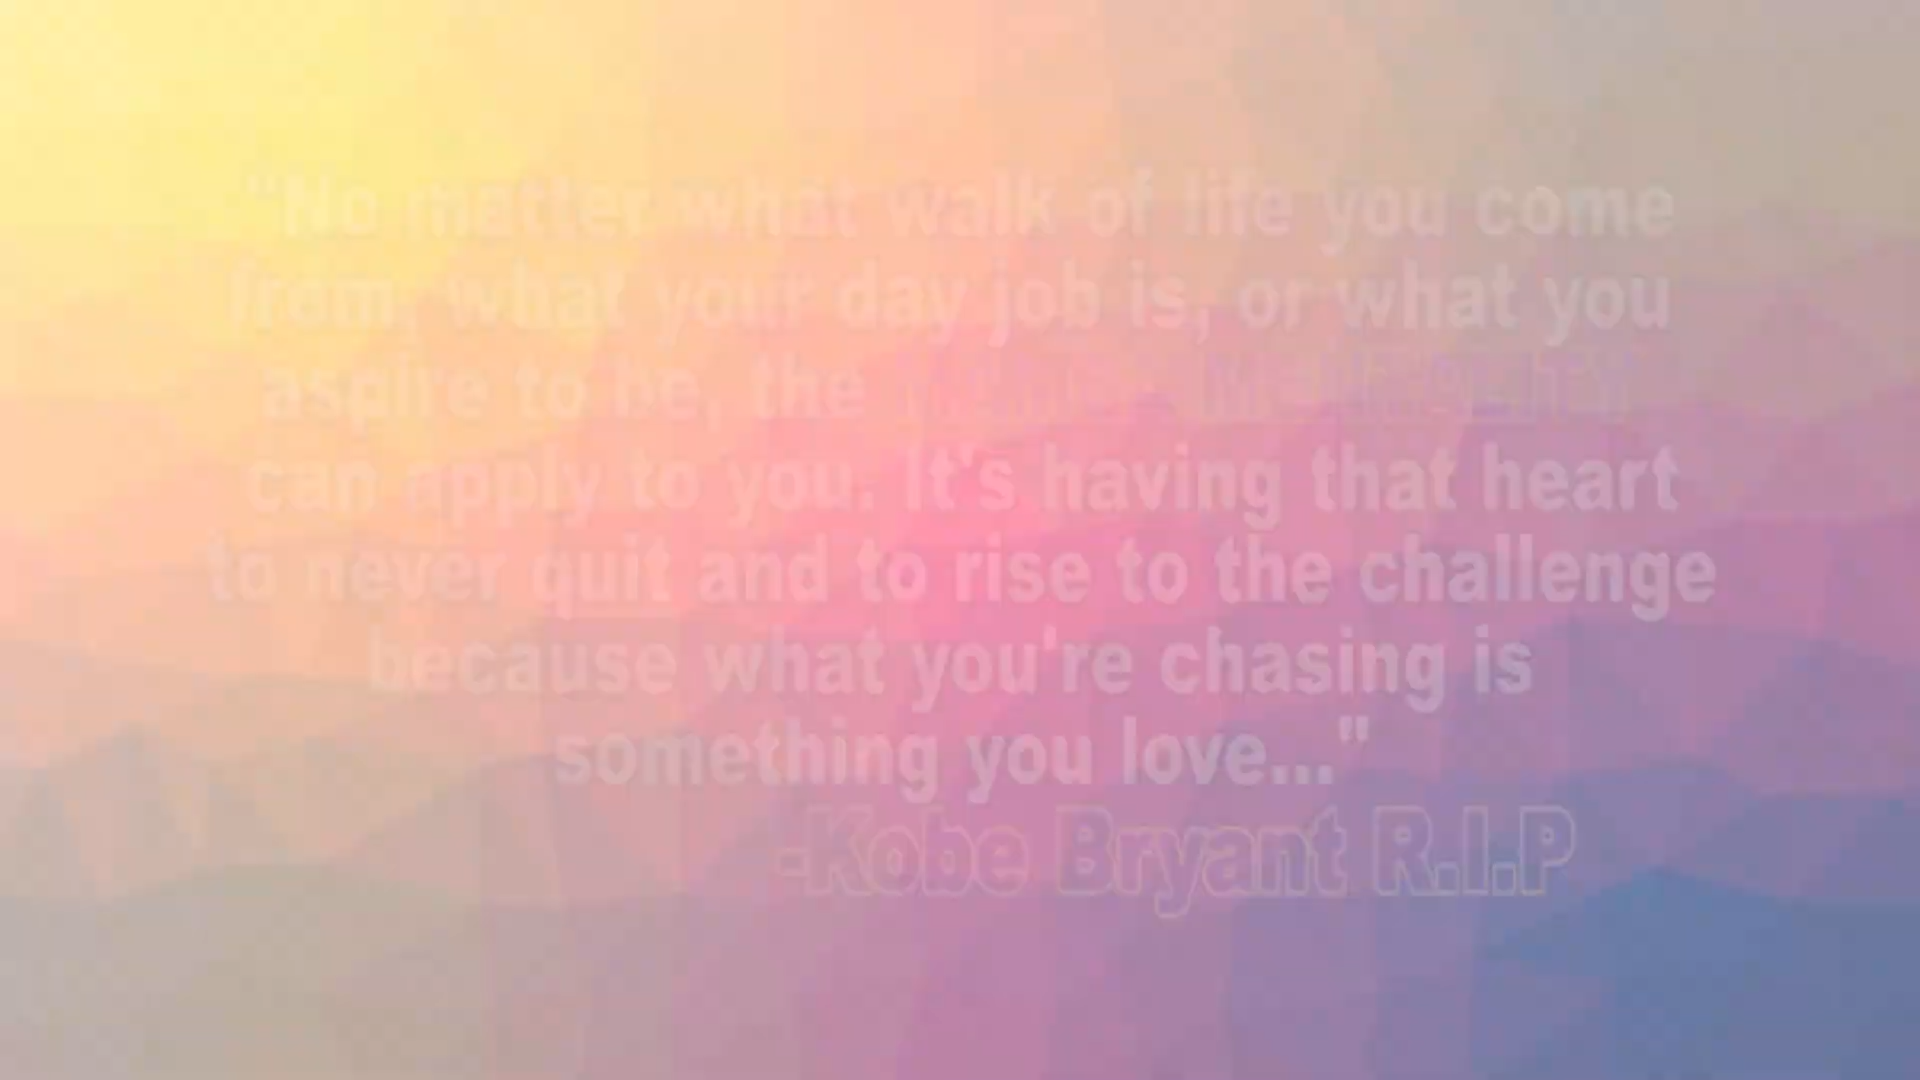 "No matter what walk of life you come
from, what your day job is, or what you
aspire to be, the
can apply to you. It's having that heart
to never quit and to rise to the challenge
because what you're chasing is
something you love..."
-Kobe Bryant R.I.P